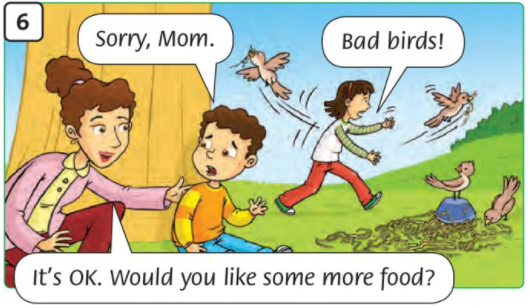 6
Sorry, Mom.
Bad birds!
It's OK. Would you like some more food?